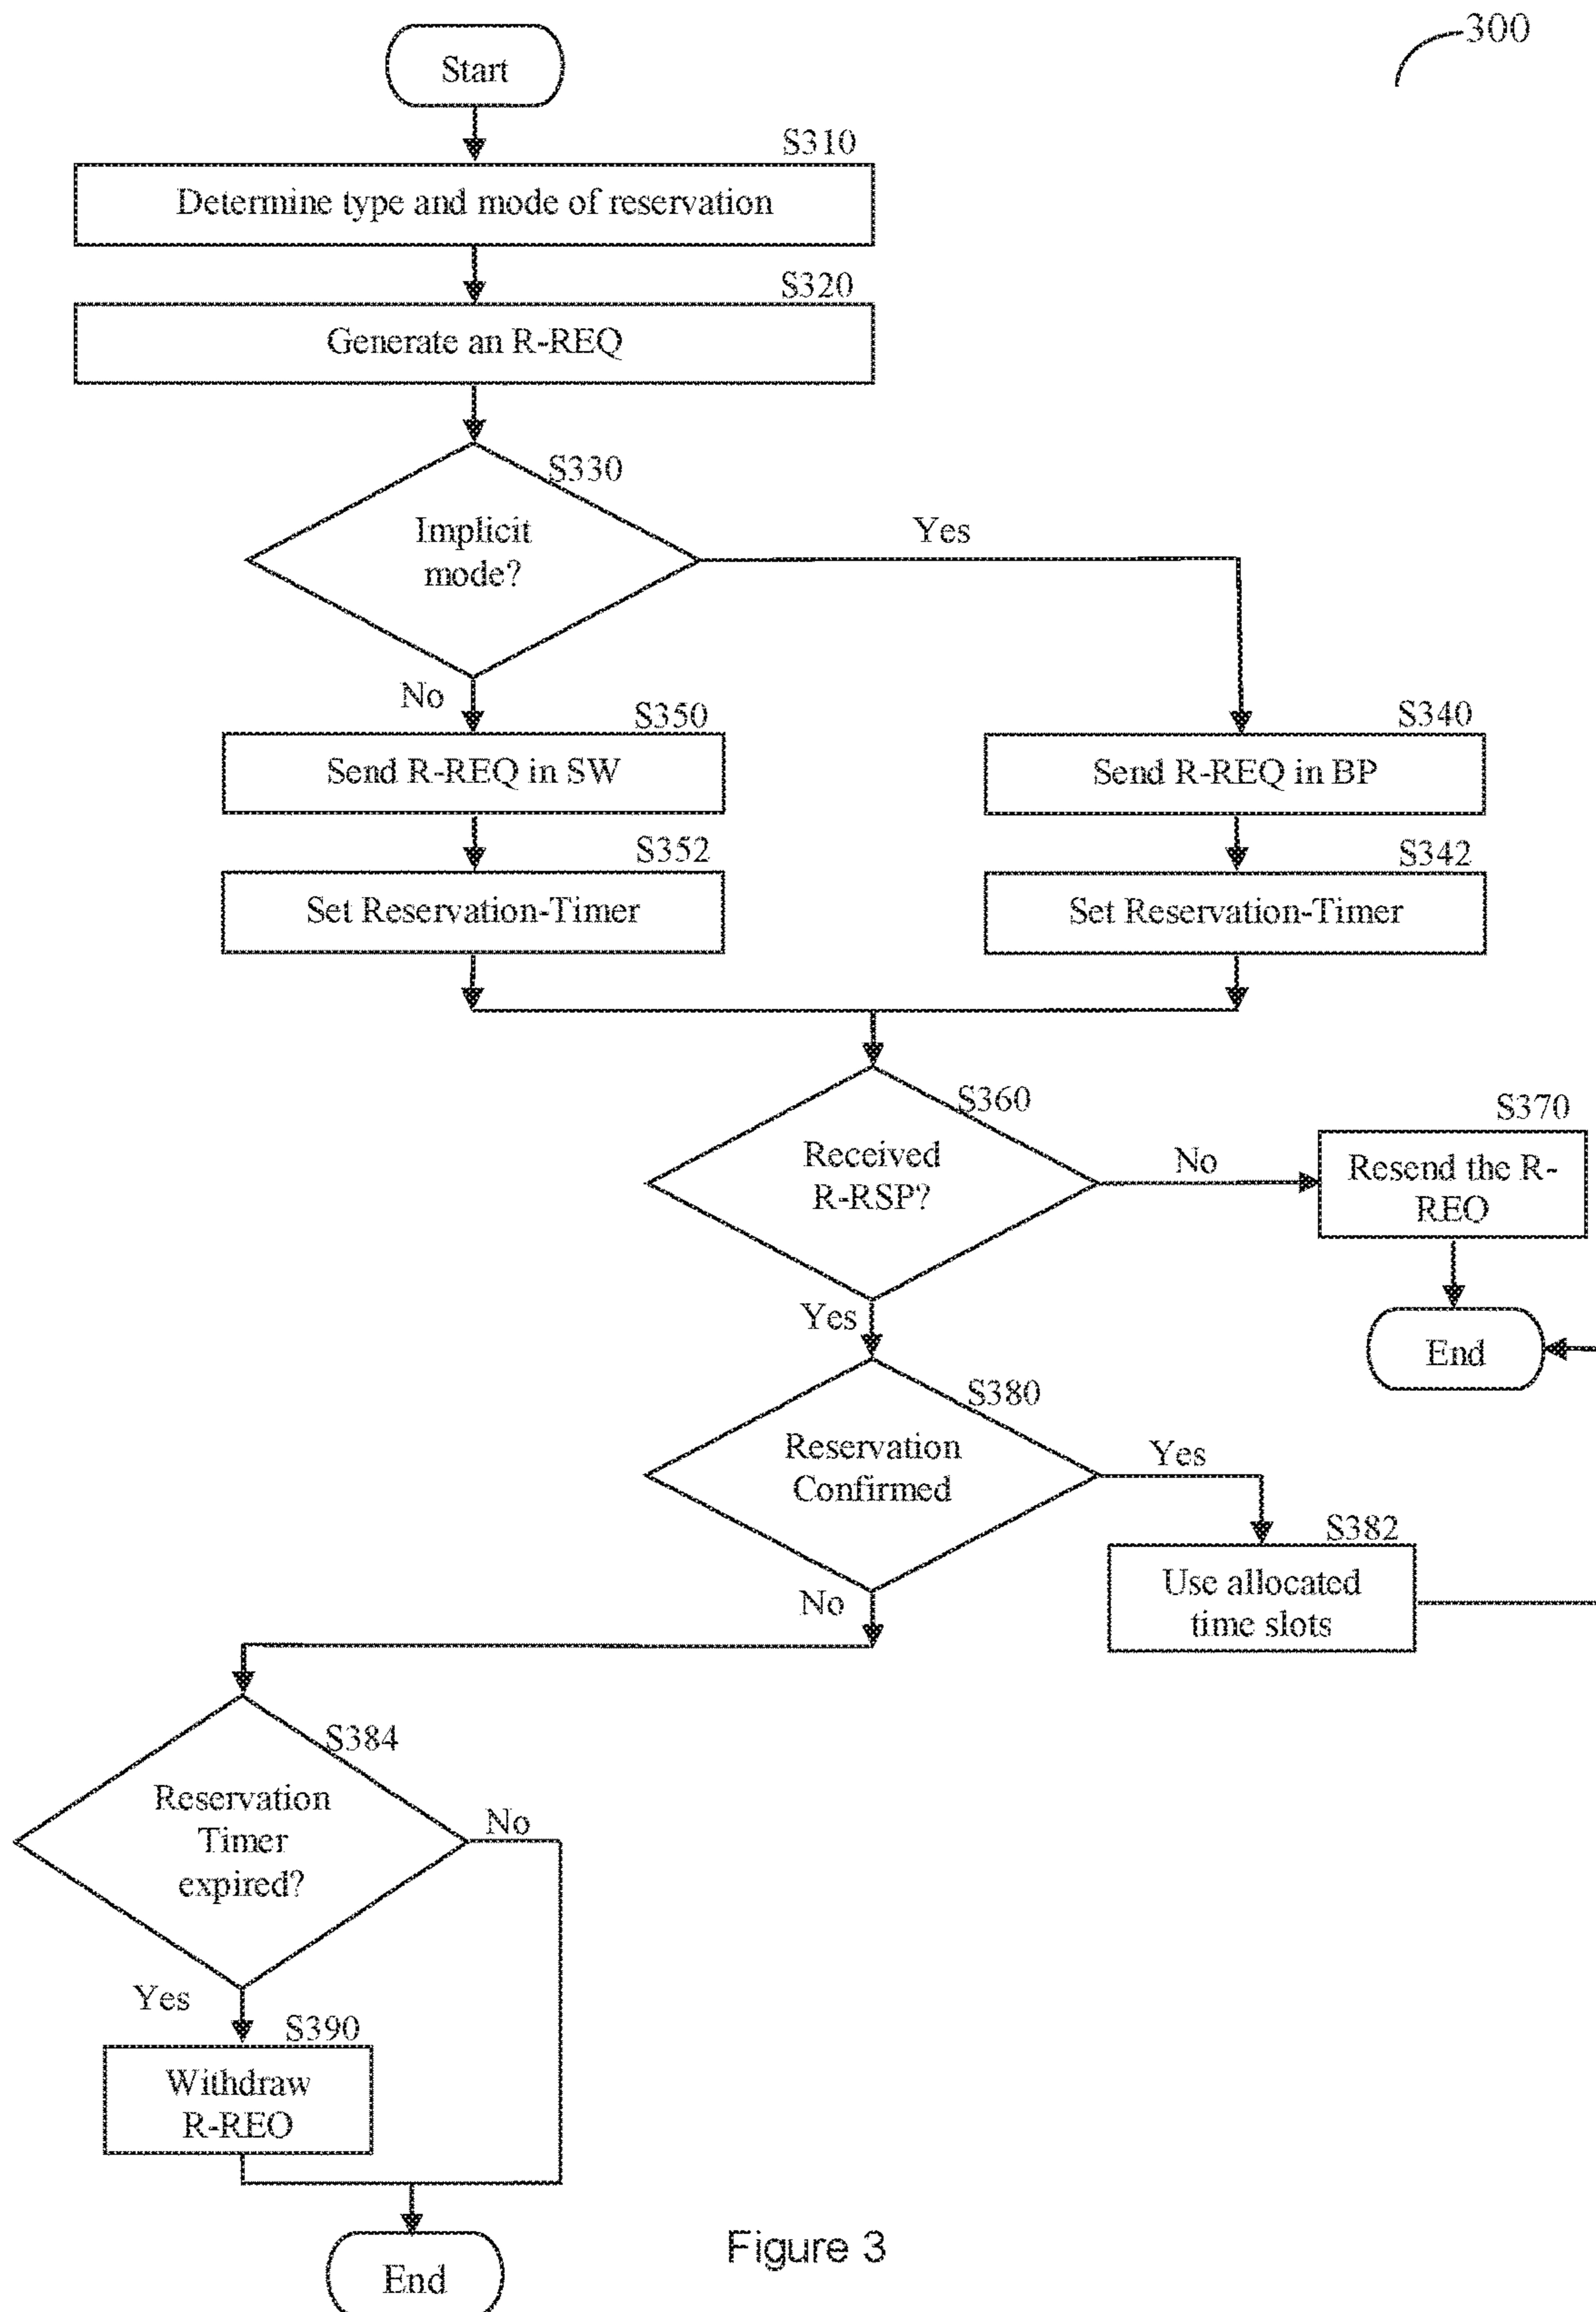 300
Start
S310
Determine type and mode of reservation
S320
Generate an R-REQ
S330
Implicit
mode?
Yes
No
S350
Send R-REQ in SW
S340
Send R-REQ in BP
S352
Set Reservation-Timer
S342
Set Reservation-Timer
S360
Received
R-RSP?
No
S370
Resend the R-
REQ
Yes
End
S380
Reservation
Confirmed
Yes
S382
Use allocated
time slots
No
S384
Reservation
Timer
expired?
No
Yes
S390
Withdraw
R-REO
End
Figure 3